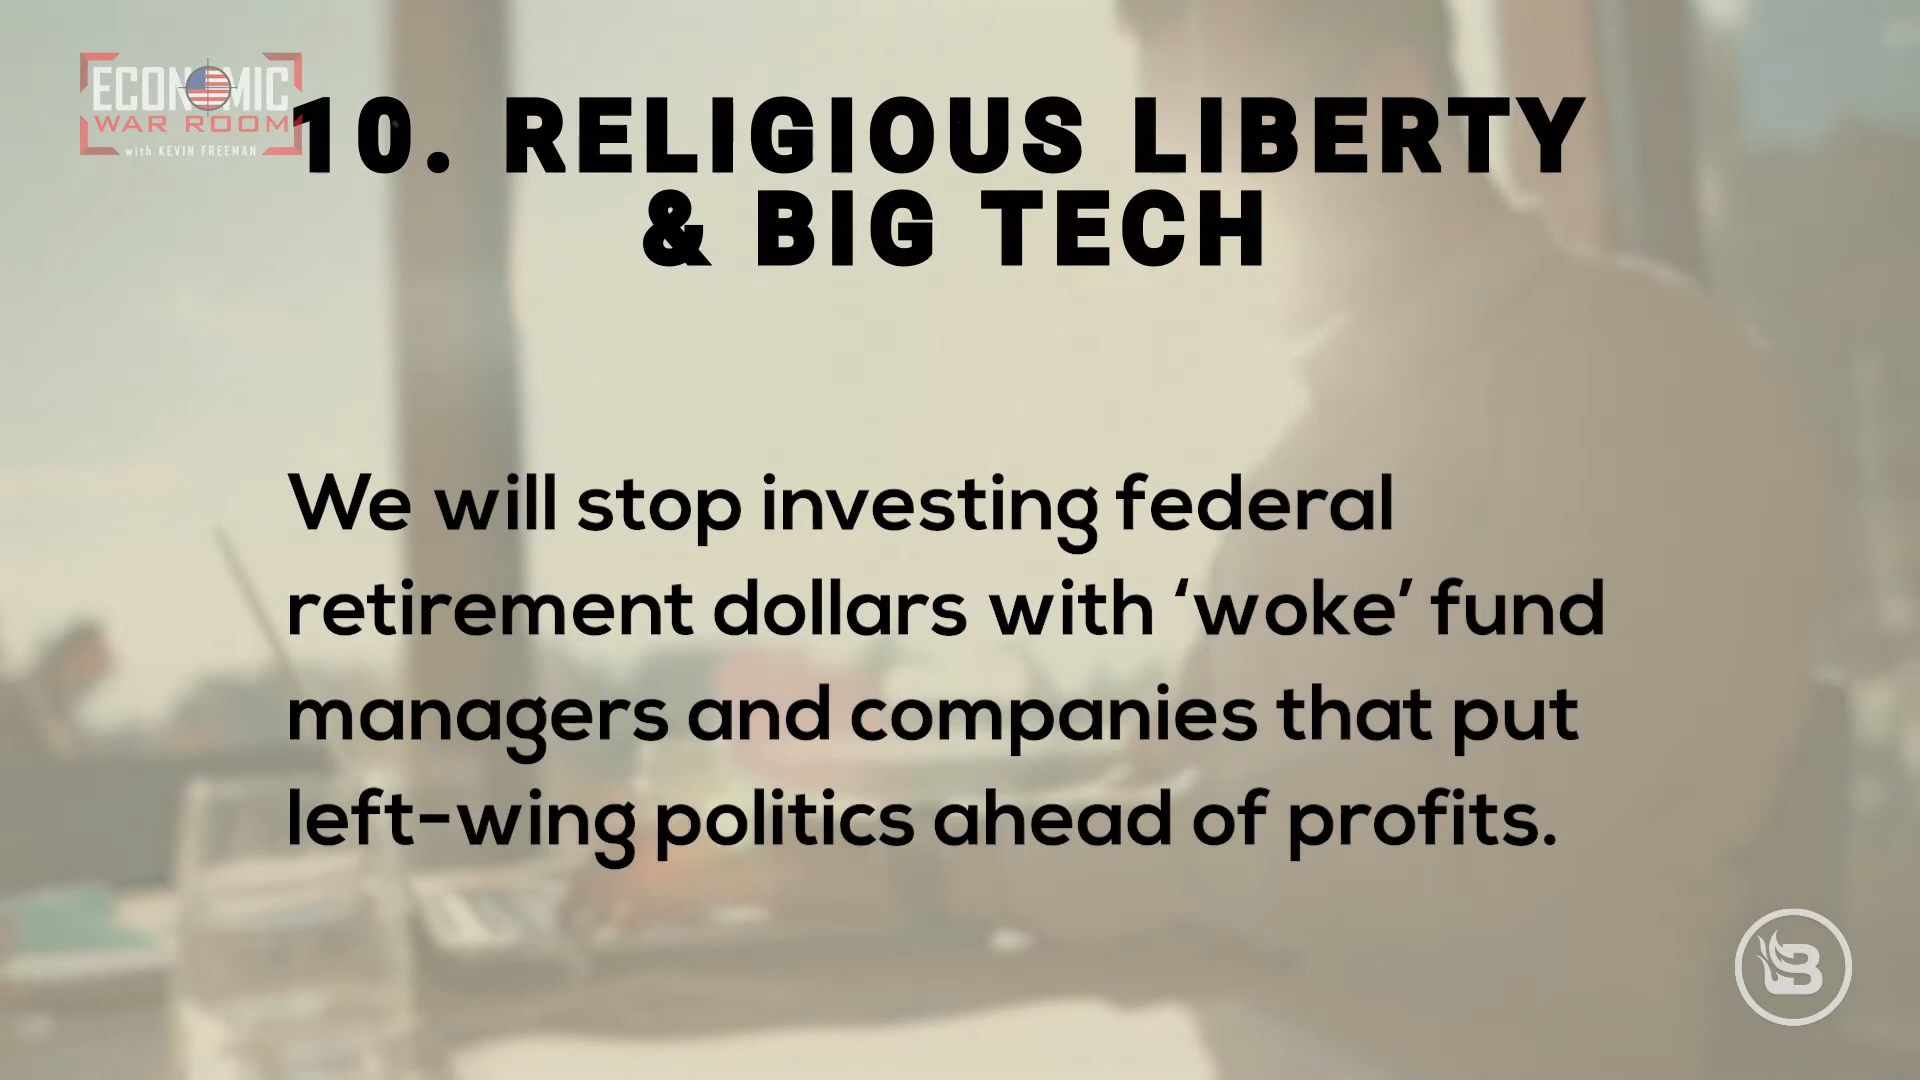 ECONOMIC
WAR ROOM
with KEVIN FREEMAN
10. RELIGIOUS LIBERTY
& BIG TECH
We will stop investing federal
retirement dollars with ‘woke’ fund
managers and companies that put
left-wing politics ahead of profits.
B